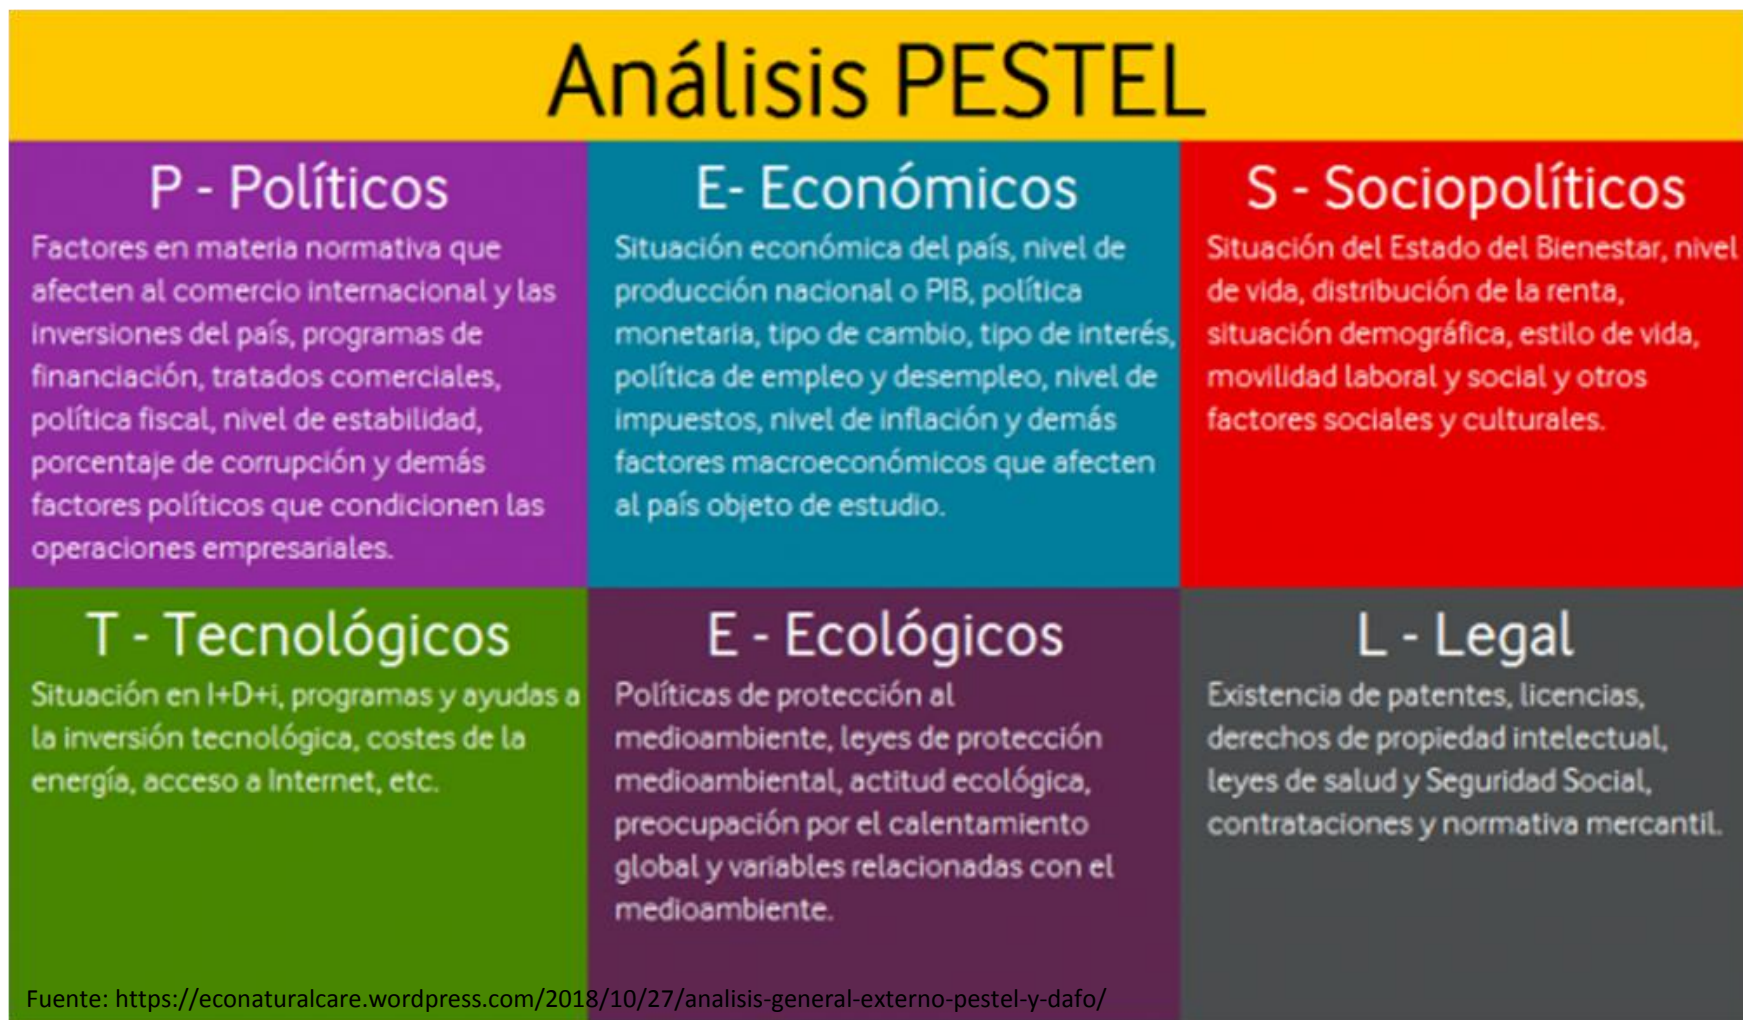 Análisis PESTEL
P - Políticos
Factores en materia normativa que
afecten al comercio internacional y las
inversiones del país, programas de
financiación, tratados comerciales,
política fiscal, nivel de estabilidad,
porcentaje de corrupción y demás
factores políticos que condicionen las
operaciones empresariales.
E- Económicos
Situación económica del país, nivel de
producción nacional o PIB, política
monetaria, tipo de cambio, tipo de interés,
política de empleo y desempleo, nivel de
impuestos, nivel de inflación y demás
factores macroeconómicos que afecten
al país objeto de estudio.
S - Sociopolíticos
Situación del Estado del Bienestar, nivel
de vida, distribución de la renta,
situación demográfica, estilo de vida,
movilidad laboral y social y otros
factores sociales y culturales.
T - Tecnológicos
Situación en I+D+i, programas y ayudas a
la inversión tecnológica, costes de la
energía, acceso a Internet, etc.
E - Ecológicos
Políticas de protección al
medioambiente, leyes de protección
medioambiental, actitud ecológica,
preocupación por el calentamiento
global y variables relacionadas con el
medioambiente.
L - Legal
Existencia de patentes, licencias,
derechos de propiedad intelectual,
leyes de salud y Seguridad Social,
contrataciones y normativa mercantil.
Fuente: https://econaturalcare.wordpress.com/2018/10/27/analisis-general-externo-pestel-y-dafo/